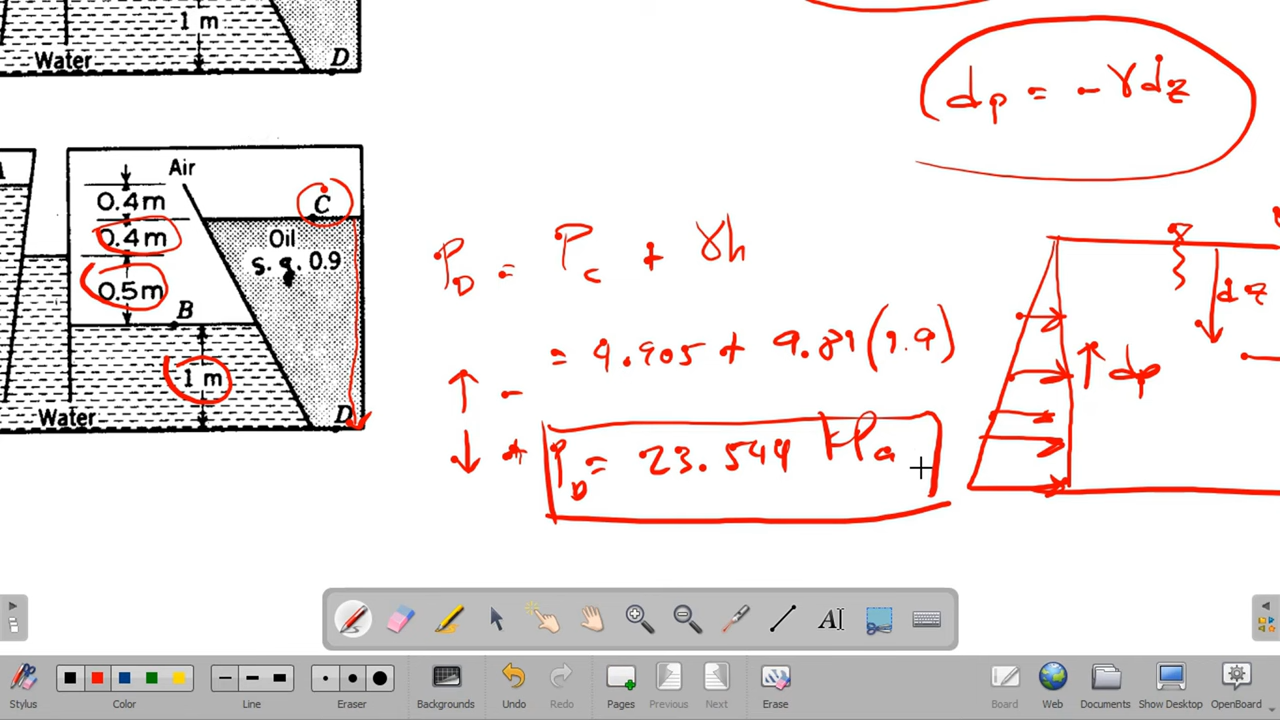 1 m
Water
D
dp = - γdz
Air
0.4 m
C
0.4 m
Oil
s. g. 0.9
0.5 m
B
1 m
Water
D
P_D = P_C + γh
= 4.905 + 9.81(1.9)
-
+
P_D = 23.544 kPa
dz
dp
Stylus
Color
Line
Eraser
Backgrounds
Undo
Redo
Pages
Previous
Next
Erase
Board
Web
Documents
Show Desktop
OpenBoard